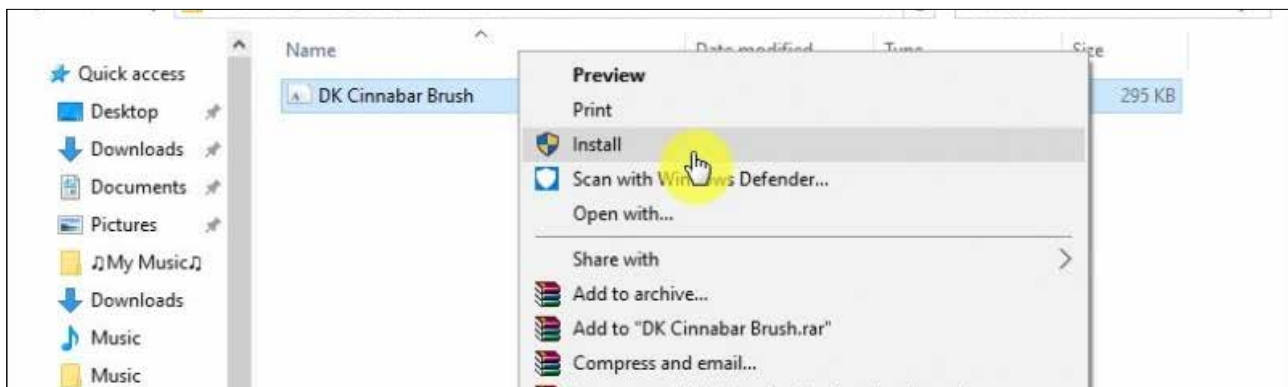 Name Date modified Type Size
Quick access
Desktop
Downloads
Documents
Pictures
♫My Music♫
Downloads
Music
Music
DK Cinnabar Brush 295 KB
Preview
Print
Install
Scan with Windows Defender...
Open with...
Share with
Add to archive...
Add to "DK Cinnabar Brush.rar"
Compress and email...